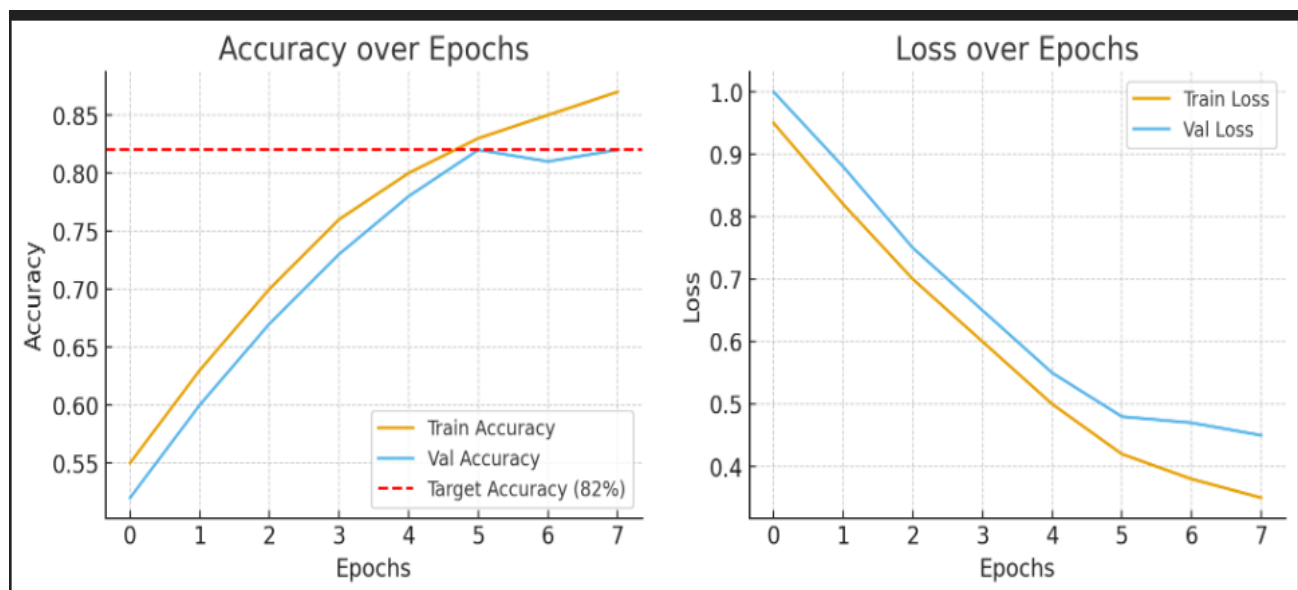 Accuracy over Epochs
0.85
0.80
0.75
0.70
0.65
0.60
0.55
Accuracy
Train Accuracy
Val Accuracy
Target Accuracy (82%)
0 1 2 3 4 5 6 7
Epochs
Loss over Epochs
1.0
0.9
0.8
0.7
0.6
0.5
0.4
Loss
Train Loss
Val Loss
0 1 2 3 4 5 6 7
Epochs